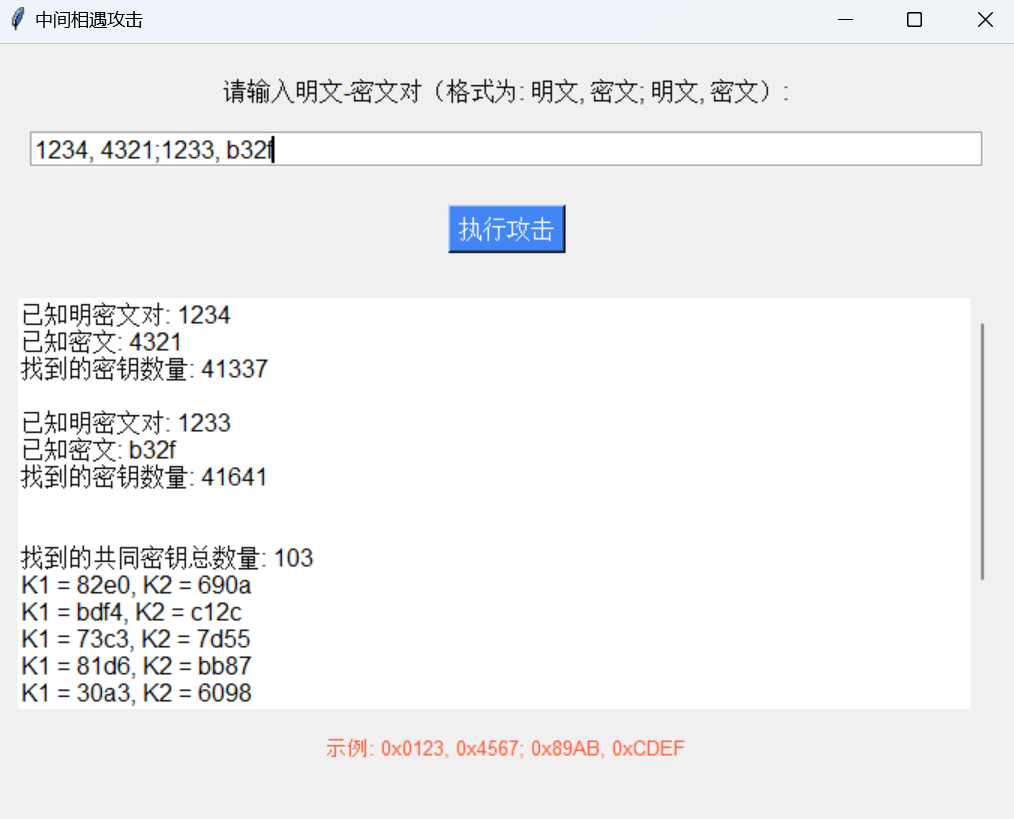 中间相遇攻击
请输入明文-密文对（格式为: 明文, 密文; 明文, 密文）:
1234, 4321;1233, b32f
执行攻击
已知明密文对: 1234
已知密文: 4321
找到的密钥数量: 41337
已知明密文对: 1233
已知密文: b32f
找到的密钥数量: 41641
找到的共同密钥总数量: 103
K1 = 82e0, K2 = 690a
K1 = bdf4, K2 = c12c
K1 = 73c3, K2 = 7d55
K1 = 81d6, K2 = bb87
K1 = 30a3, K2 = 6098
示例: 0x0123, 0x4567; 0x89AB, 0xCDEF